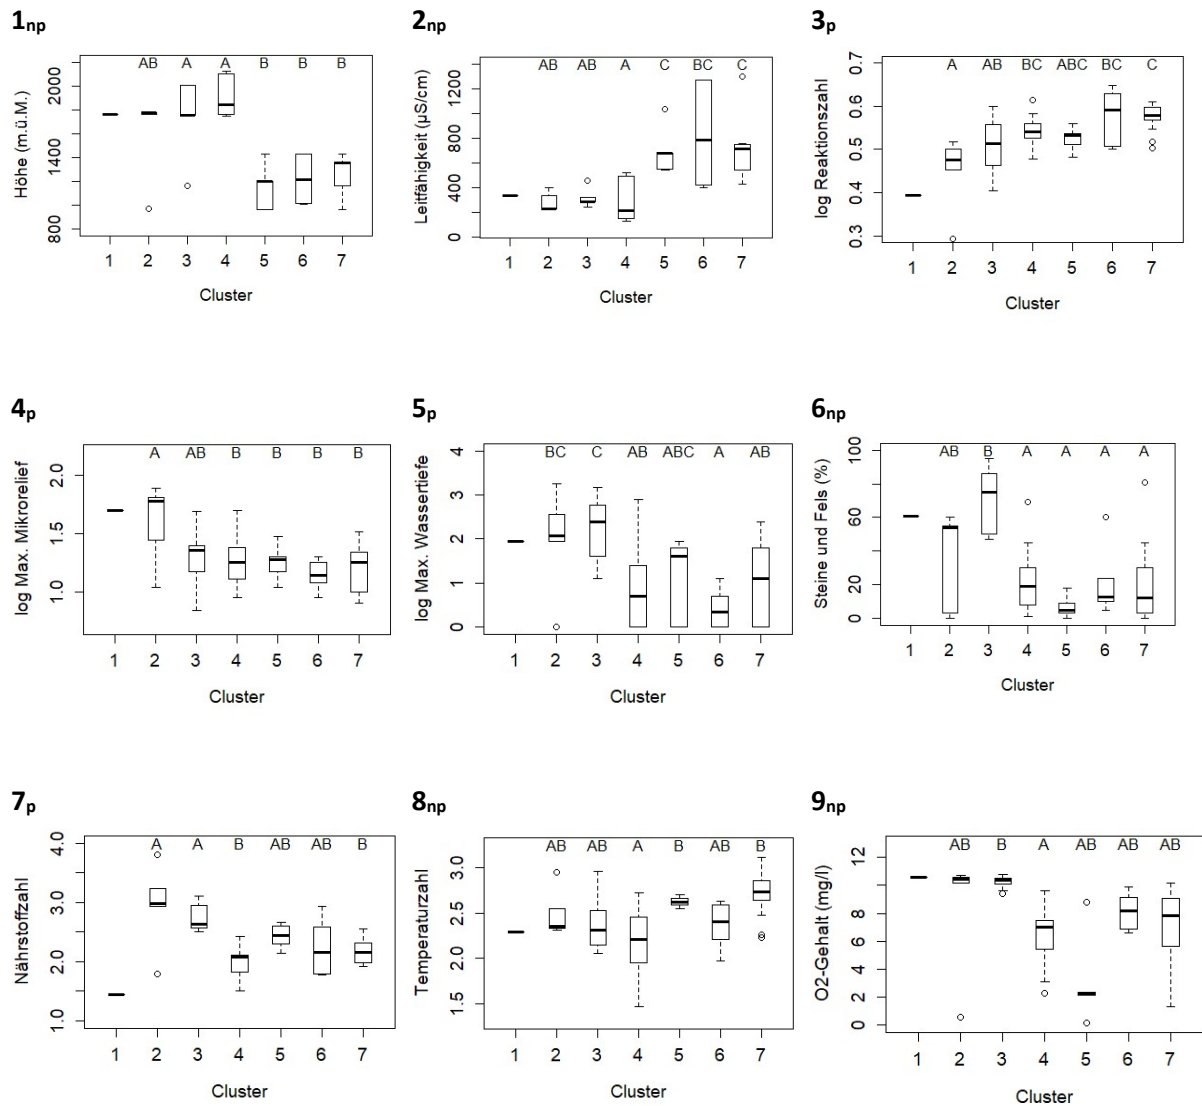 1np
Höhe (m.ü.M.)
2000
1400
800
AB A A B B B
1 2 3 4 5 6 7
Cluster
2np
Leitfähigkeit (µS/cm)
1200
800
400
0
AB AB A C BC C
1 2 3 4 5 6 7
Cluster
3p
log Reaktionszahl
0.7
0.6
0.5
0.4
0.3
A AB BC ABC BC C
1 2 3 4 5 6 7
Cluster
4p
log Max. Mikrorelief
2.0
1.5
1.0
A AB B B B B
1 2 3 4 5 6 7
Cluster
5p
log Max. Wassertiefe
4
3
2
1
0
BC C AB ABC A AB
1 2 3 4 5 6 7
Cluster
6np
Steine und Fels (%)
100
60
20
0
AB B A A A A
1 2 3 4 5 6 7
Cluster
7p
Nährstoffzahl
4.0
3.0
2.0
1.0
A A B AB AB B
1 2 3 4 5 6 7
Cluster
8np
Temperaturzahl
3.0
2.5
2.0
1.5
AB AB A B AB B
1 2 3 4 5 6 7
Cluster
9np
O2-Gehalt (mg/l)
12
10
8
6
4
2
0
AB B A AB AB AB
1 2 3 4 5 6 7
Cluster